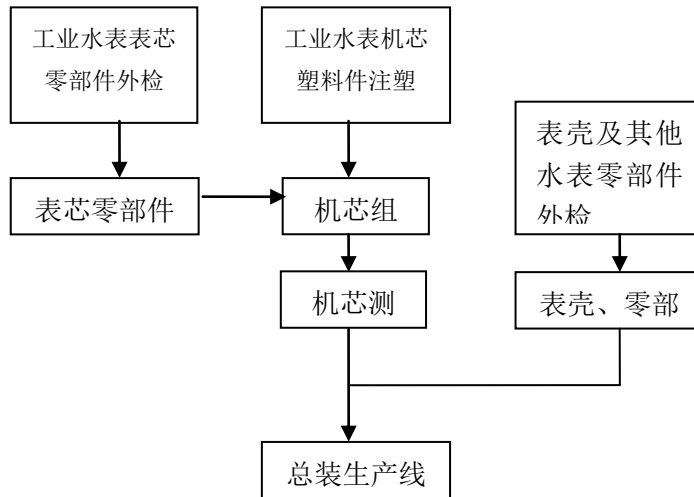 工业水表表芯
零部件外检
工业水表机芯
塑料件注塑
表壳及其他
水表零部件
外检
表芯零部件
机芯组
机芯测
表壳、零部
总装生产线